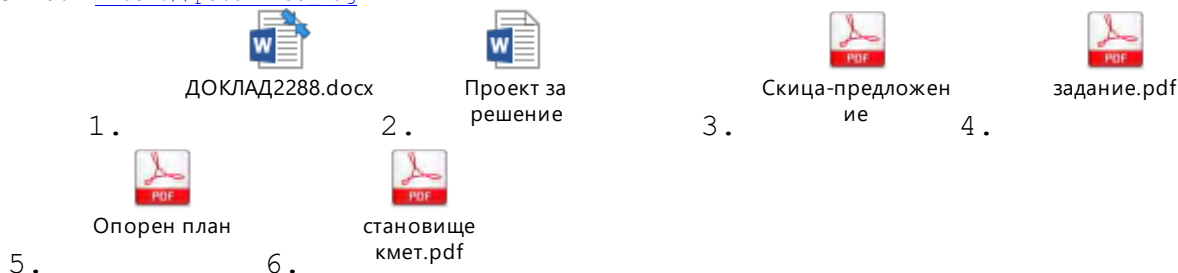 ДОКЛАД2288.docx
1.
Проект за
решение
2.
Скица-предложен
ие
3.
задание.pdf
4.
Опорен план
5.
становище
кмет.pdf
6.